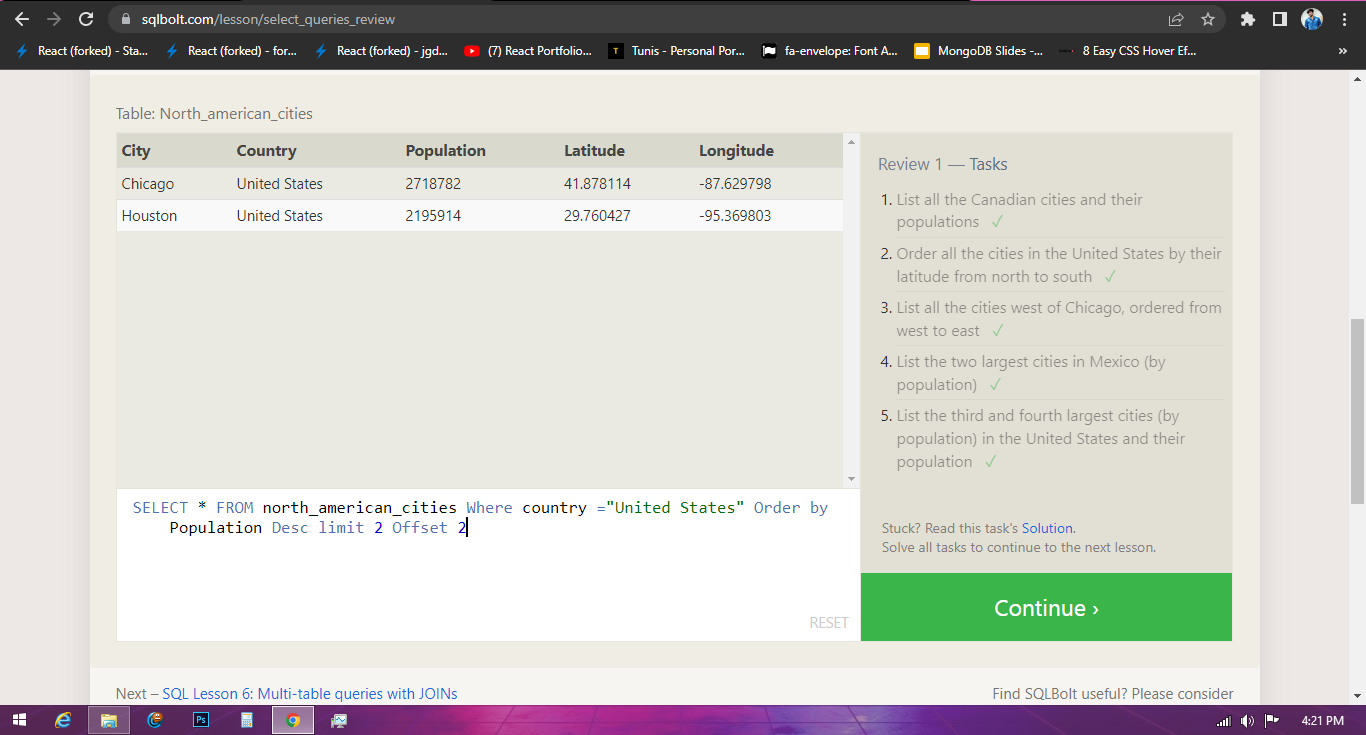 sqlbolt.com/lesson/select_queries_review
React (forked) - Sta... React (forked) - for... React (forked) - jgd... (7) React Portfolio... T Tunis - Personal Por... fa-envelope: Font A... MongoDB Slides -... 8 Easy CSS Hover Ef... »
Table: North_american_cities
City Country Population Latitude Longitude
Chicago United States 2718782 41.878114 -87.629798
Houston United States 2195914 29.760427 -95.369803
SELECT * FROM north_american_cities Where country ="United States" Order by
Population Desc limit 2 Offset 2
RESET
Review 1 — Tasks
1. List all the Canadian cities and their
populations ✓
2. Order all the cities in the United States by their
latitude from north to south ✓
3. List all the cities west of Chicago, ordered from
west to east ✓
4. List the two largest cities in Mexico (by
population) ✓
5. List the third and fourth largest cities (by
population) in the United States and their
population ✓
Stuck? Read this task's Solution.
Solve all tasks to continue to the next lesson.
Continue ›
Next – SQL Lesson 6: Multi-table queries with JOINs
Find SQLBolt useful? Please consider
Ps
4:21 PM